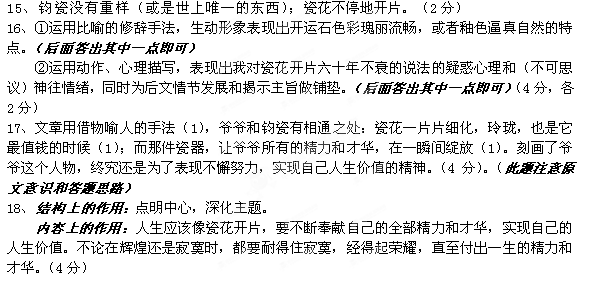 15、钧瓷没有重样（或是世上唯一的东西）；瓷花不停地开片。（2分）
16、①运用比喻的修辞手法，生动形象表现出开运石色彩瑰丽流畅，或者釉色逼真自然的特
点。（后面答出其中一点即可）
②运用动作、心理描写，表现出我对瓷花开片六十年不衰的说法的疑惑心理和（不可思
议）神往情绪，同时为后文情节发展和揭示主旨做铺垫。（后面答出其中一点即可）（4分，各
2分）
17、文章用借物喻人的手法（1），爷爷和钧瓷有相通之处：瓷花一片片细化，玲珑，也是它
最值钱的时候（1）；而那件瓷器，让爷爷所有的精力和才华，在一瞬间绽放（1）。刻画了爷
爷这个人物，终究还是为了表现不懈努力，实现自己人生价值的精神。（4 分）。（此题注意原
文意识和答题思路）
18、结构上的作用：点明中心，深化主题。
内容上的作用：人生应该像瓷花开片，要不断奉献自己的全部精力和才华，实现自己的
人生价值。不论在辉煌还是寂寞时，都要耐得住寂寞，经得起荣耀，直至付出一生的精力和
才华。（4分）